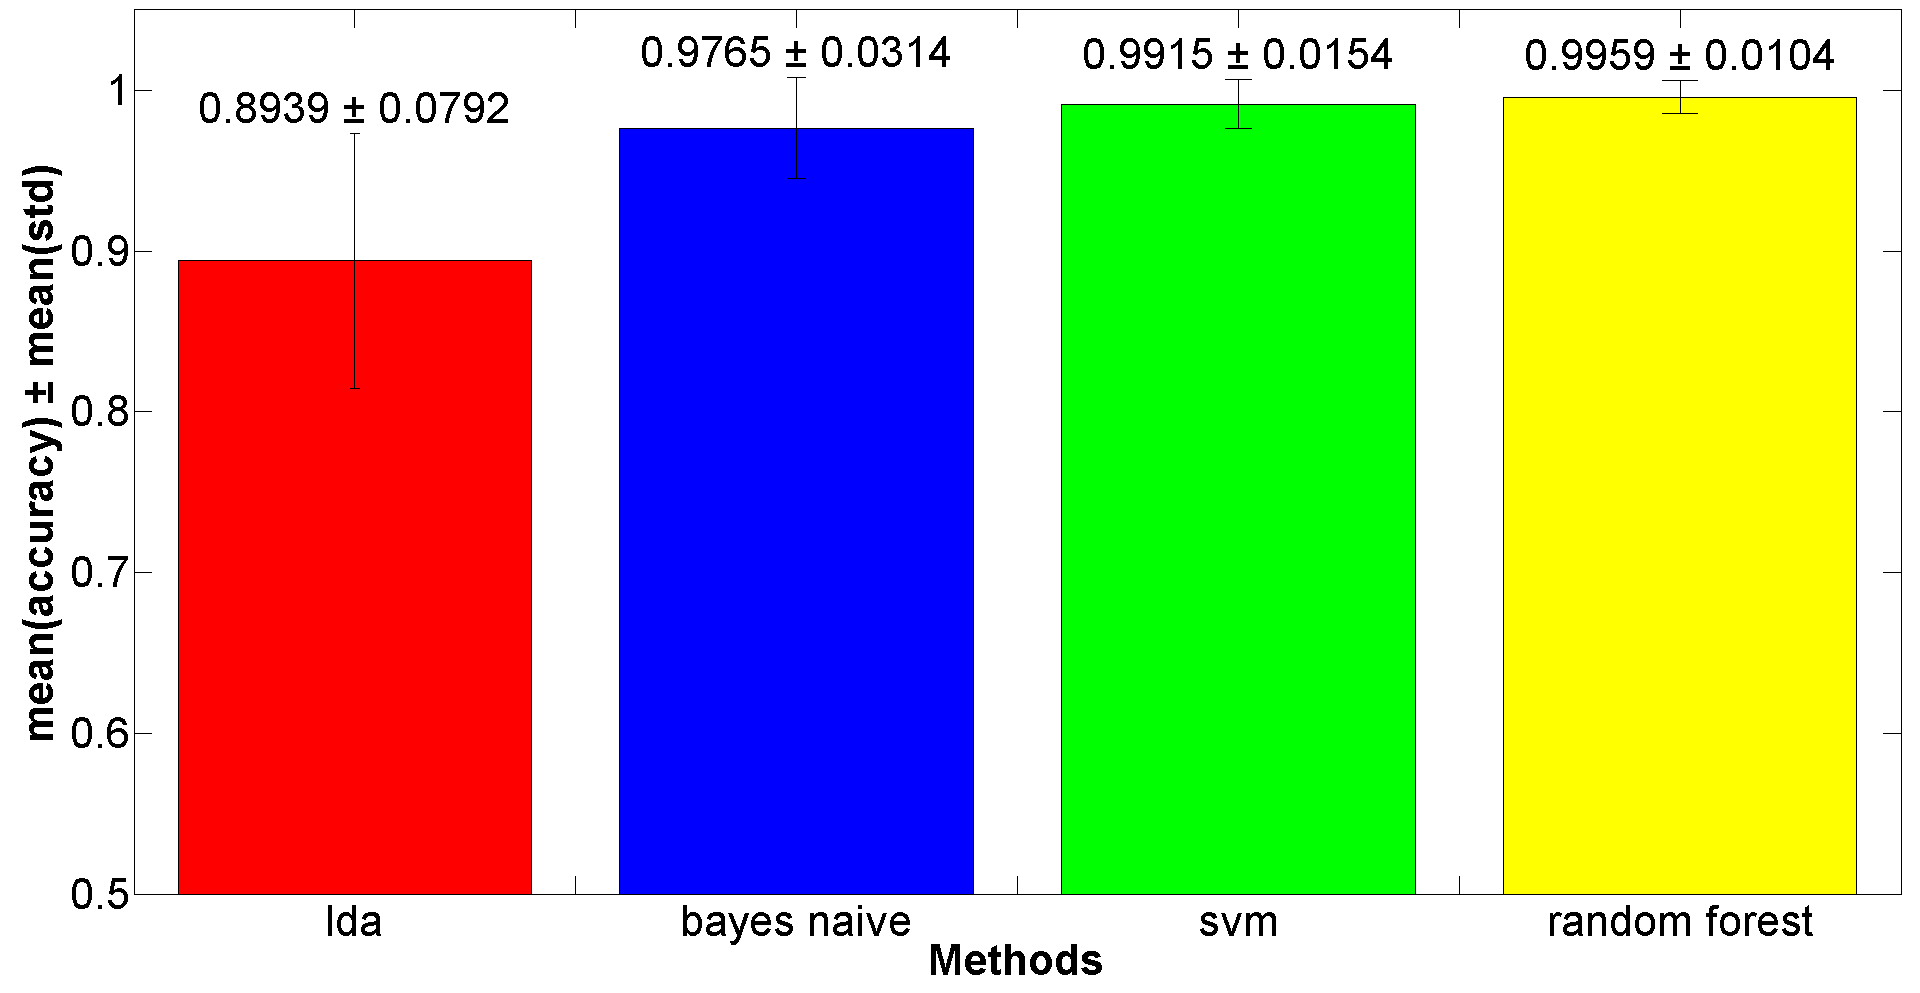 0.8939 ± 0.0792
0.9765 ± 0.0314
0.9915 ± 0.0154
0.9959 ± 0.0104
mean(accuracy) ± mean(std)
1
0.9
0.8
0.7
0.6
0.5
lda
bayes naive
svm
random forest
Methods